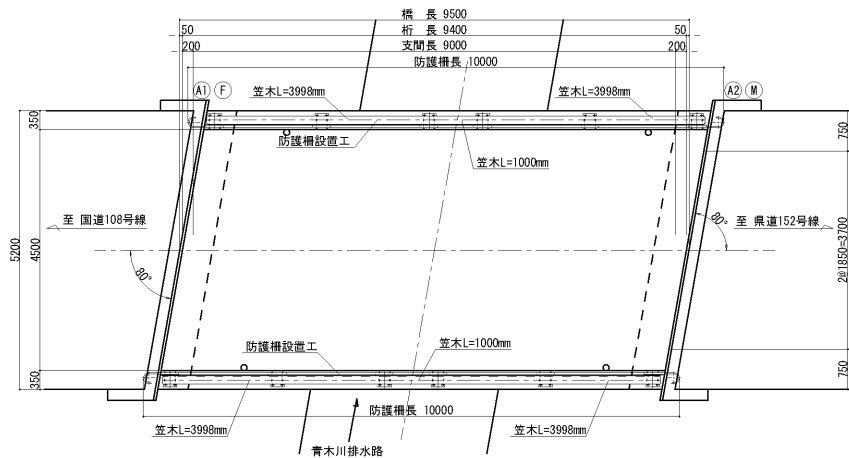 橋 長 9500
50 桁 長 9400 50
200 支間長 9000 200
防護柵長 10000
A1 F
A2 M
笠木L=3998mm
笠木L=3998mm
防護柵設置工
笠木L=1000mm
350
750
至 国道108号線
至 県道152号線
80°
80°
5200
4500
2@1850=3700
防護柵設置工
笠木L=1000mm
350
750
防護柵長 10000
笠木L=3998mm
笠木L=3998mm
青木川排水路